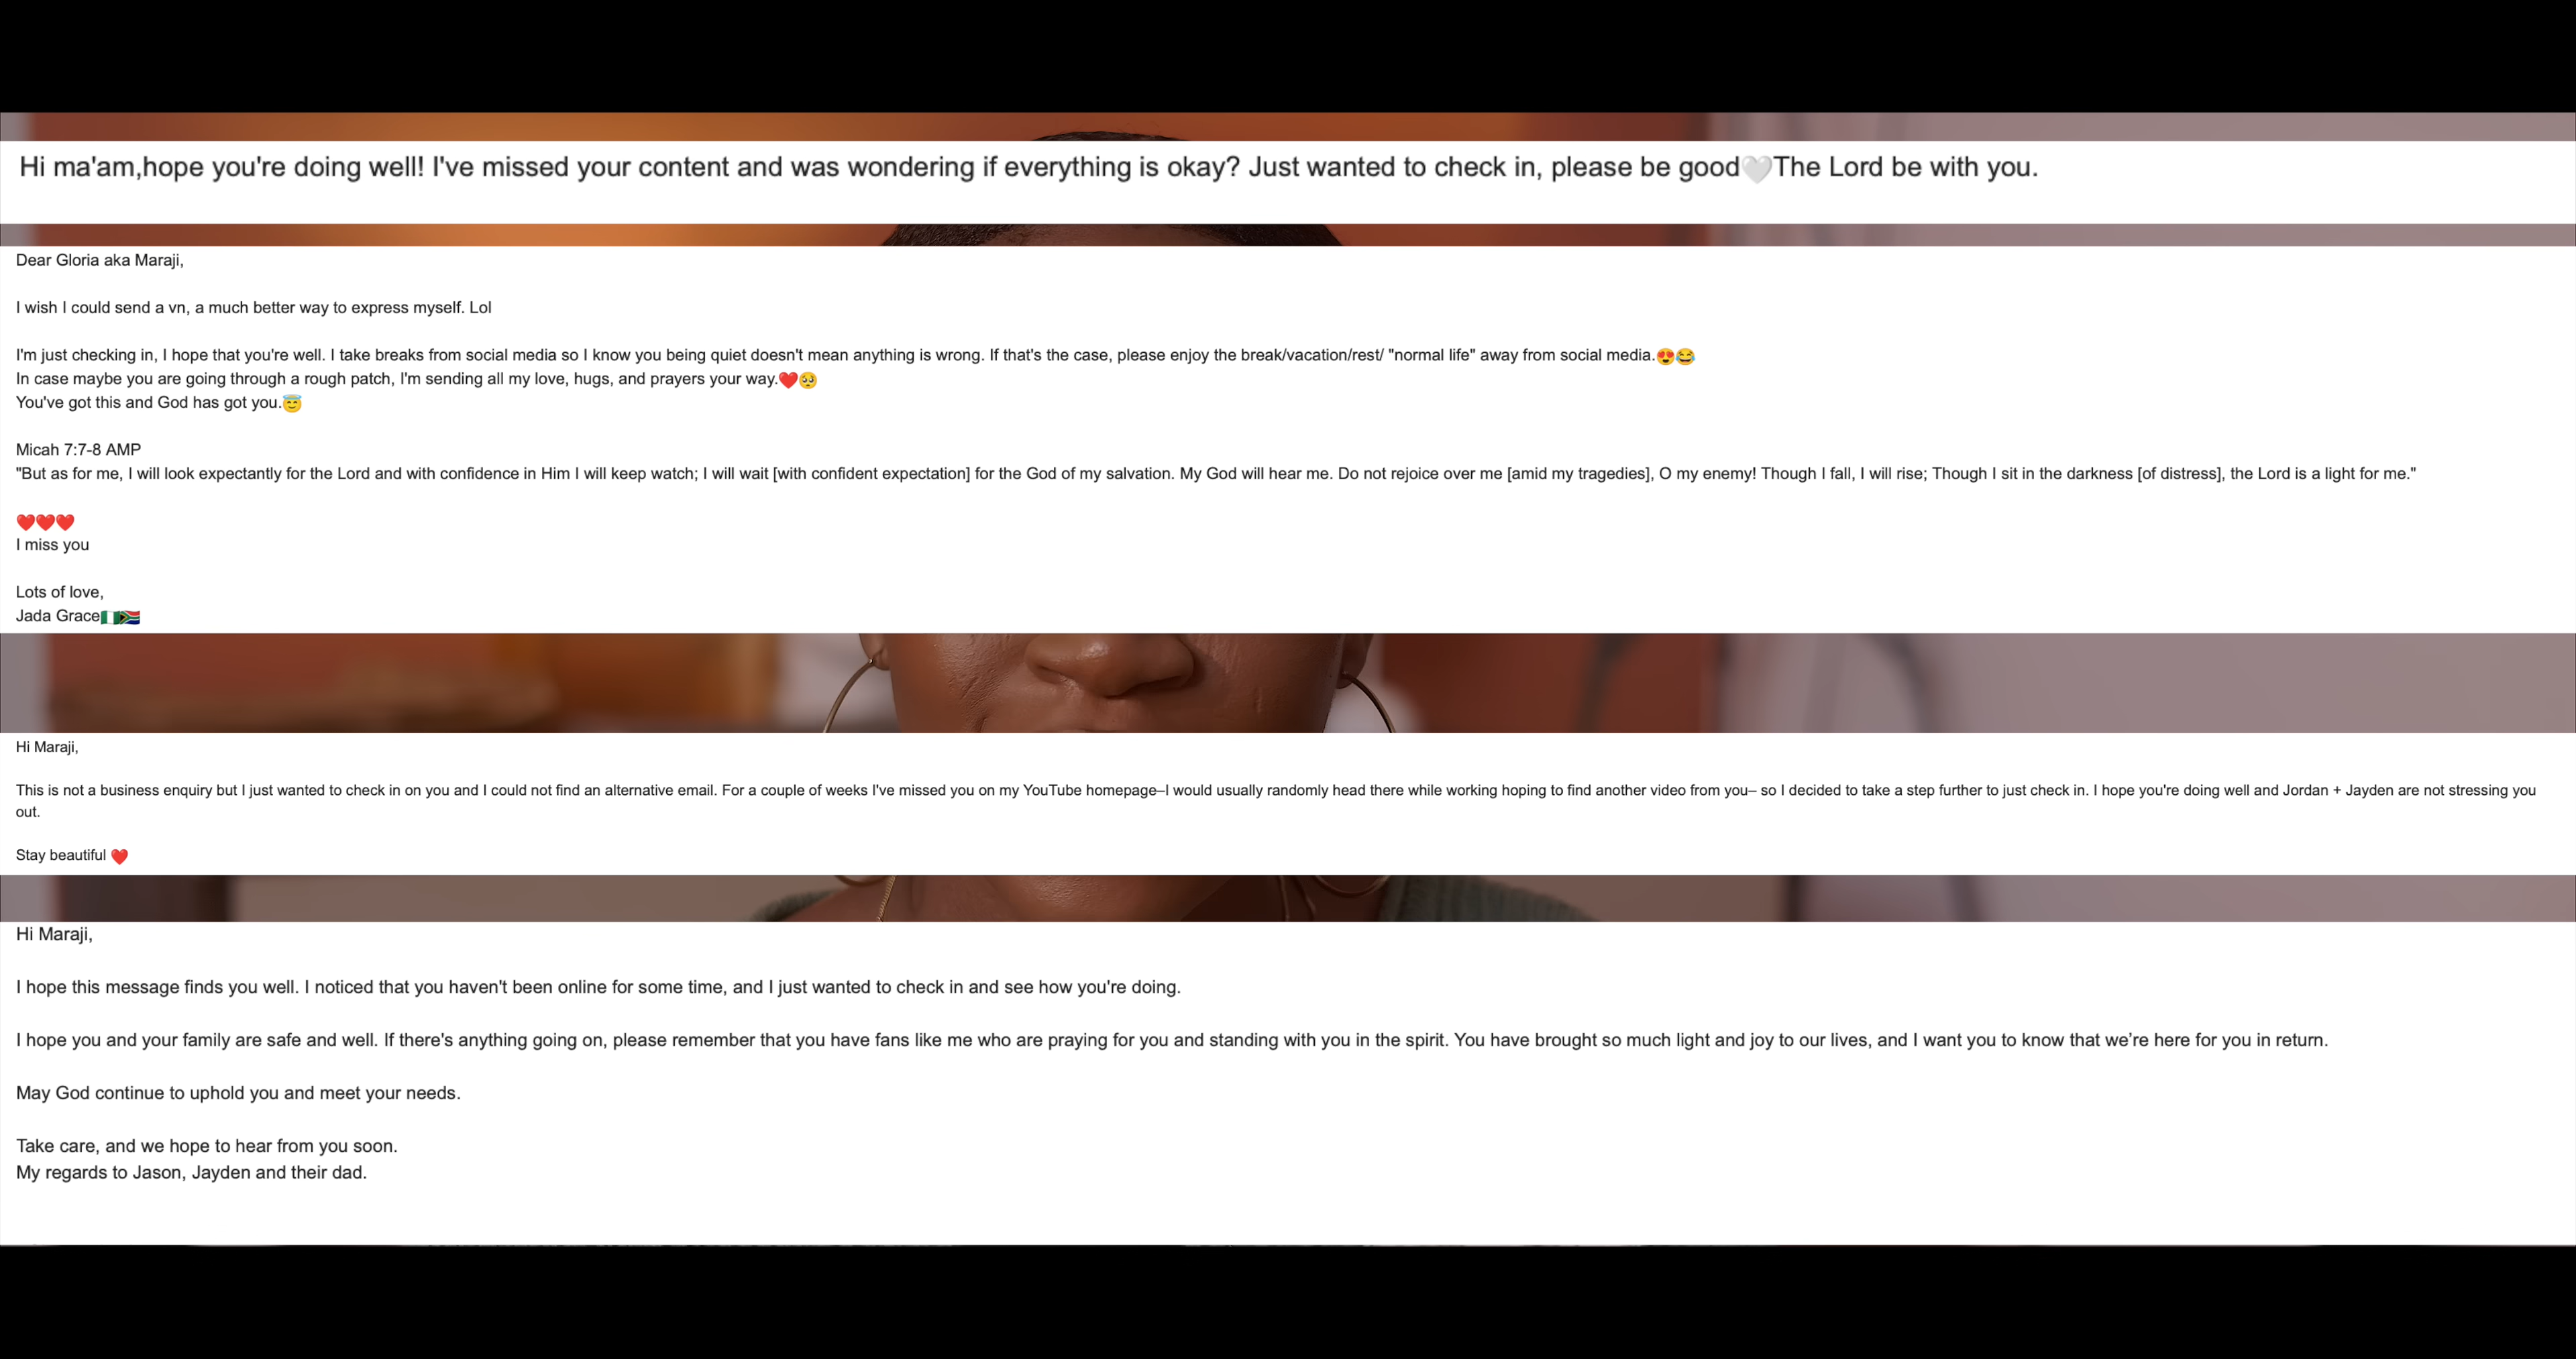 Hi ma'am,hope you're doing well! I've missed your content and was wondering if everything is okay? Just wanted to check in, please be good🤍The Lord be with you.
Dear Gloria aka Maraji,
I wish I could send a vn, a much better way to express myself. Lol
I'm just checking in, I hope that you're well. I take breaks from social media so I know you being quiet doesn't mean anything is wrong. If that's the case, please enjoy the break/vacation/rest/ "normal life" away from social media.😍😂
In case maybe you are going through a rough patch, I'm sending all my love, hugs, and prayers your way.❤️🥺
You've got this and God has got you.😇
Micah 7:7-8 AMP
"But as for me, I will look expectantly for the Lord and with confidence in Him I will keep watch; I will wait [with confident expectation] for the God of my salvation. My God will hear me. Do not rejoice over me [amid my tragedies], O my enemy! Though I fall, I will rise; Though I sit in the darkness [of distress], the Lord is a light for me."
❤️❤️❤️
I miss you
Lots of love,
Jada Grace🇳🇬🇿🇦
Hi Maraji,
This is not a business enquiry but I just wanted to check in on you and I could not find an alternative email. For a couple of weeks I've missed you on my YouTube homepage–I would usually randomly head there while working hoping to find another video from you– so I decided to take a step further to just check in. I hope you're doing well and Jordan + Jayden are not stressing you
out.
Stay beautiful ❤️
Hi Maraji,
I hope this message finds you well. I noticed that you haven't been online for some time, and I just wanted to check in and see how you're doing.
I hope you and your family are safe and well. If there's anything going on, please remember that you have fans like me who are praying for you and standing with you in the spirit. You have brought so much light and joy to our lives, and I want you to know that we're here for you in return.
May God continue to uphold you and meet your needs.
Take care, and we hope to hear from you soon.
My regards to Jason, Jayden and their dad.